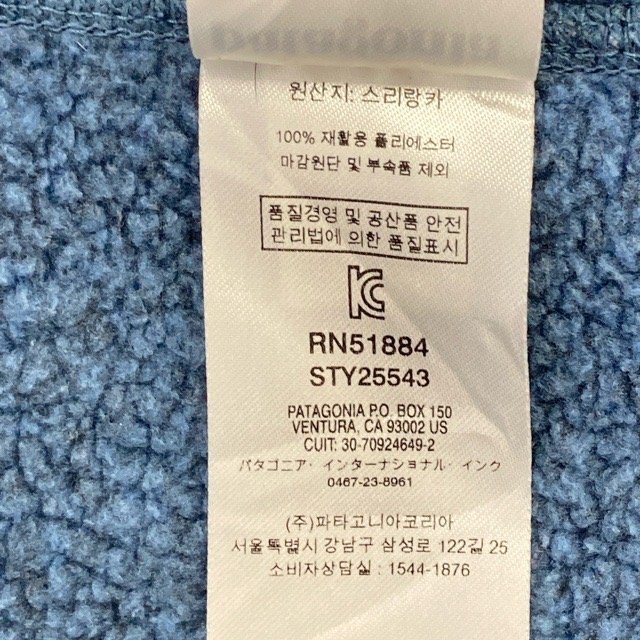 원산지: 스리랑카
100% 재활용 폴리에스터
마감원단 및 부속품 제외
품질경영 및 공산품 안전
관리법에 의한 품질표시
RN51884
STY25543
PATAGONIA P.O. BOX 150
VENTURA, CA 93002 US
CUIT: 30-70924649-2
パタゴニア・インターナショナル・インク
0467-23-8961
(주)파타고니아코리아
서울특별시 강남구 삼성로 122길 25
소비자상담실 : 1544-1876